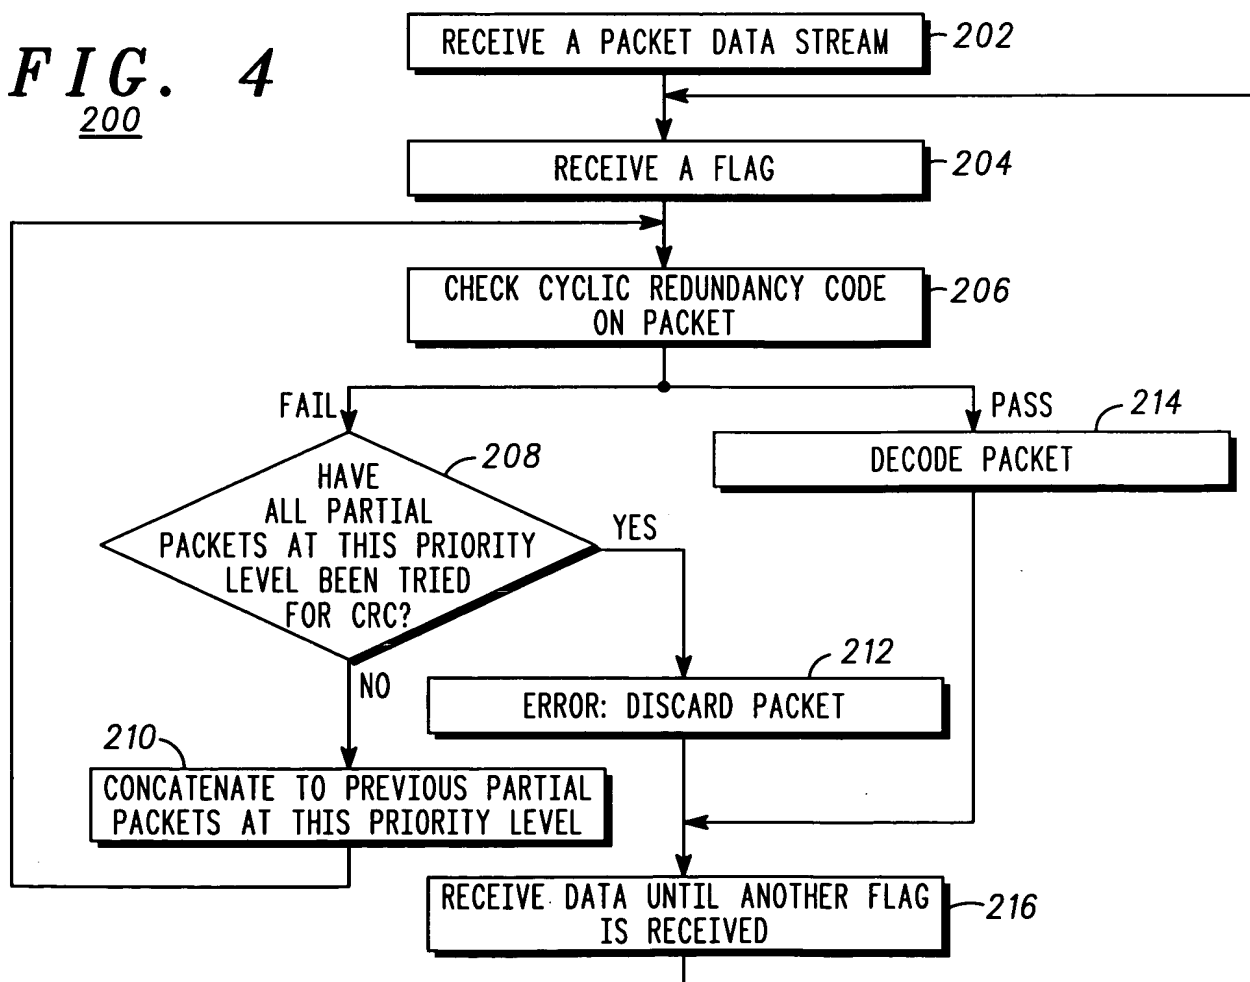 FIG. 4
200
RECEIVE A PACKET DATA STREAM
202
RECEIVE A FLAG
204
CHECK CYCLIC REDUNDANCY CODE
ON PACKET
206
FAIL
PASS
214
DECODE PACKET
208
HAVE
ALL PARTIAL
PACKETS AT THIS PRIORITY
LEVEL BEEN TRIED
FOR CRC?
YES
NO
212
ERROR: DISCARD PACKET
210
CONCATENATE TO PREVIOUS PARTIAL
PACKETS AT THIS PRIORITY LEVEL
RECEIVE DATA UNTIL ANOTHER FLAG
IS RECEIVED
216